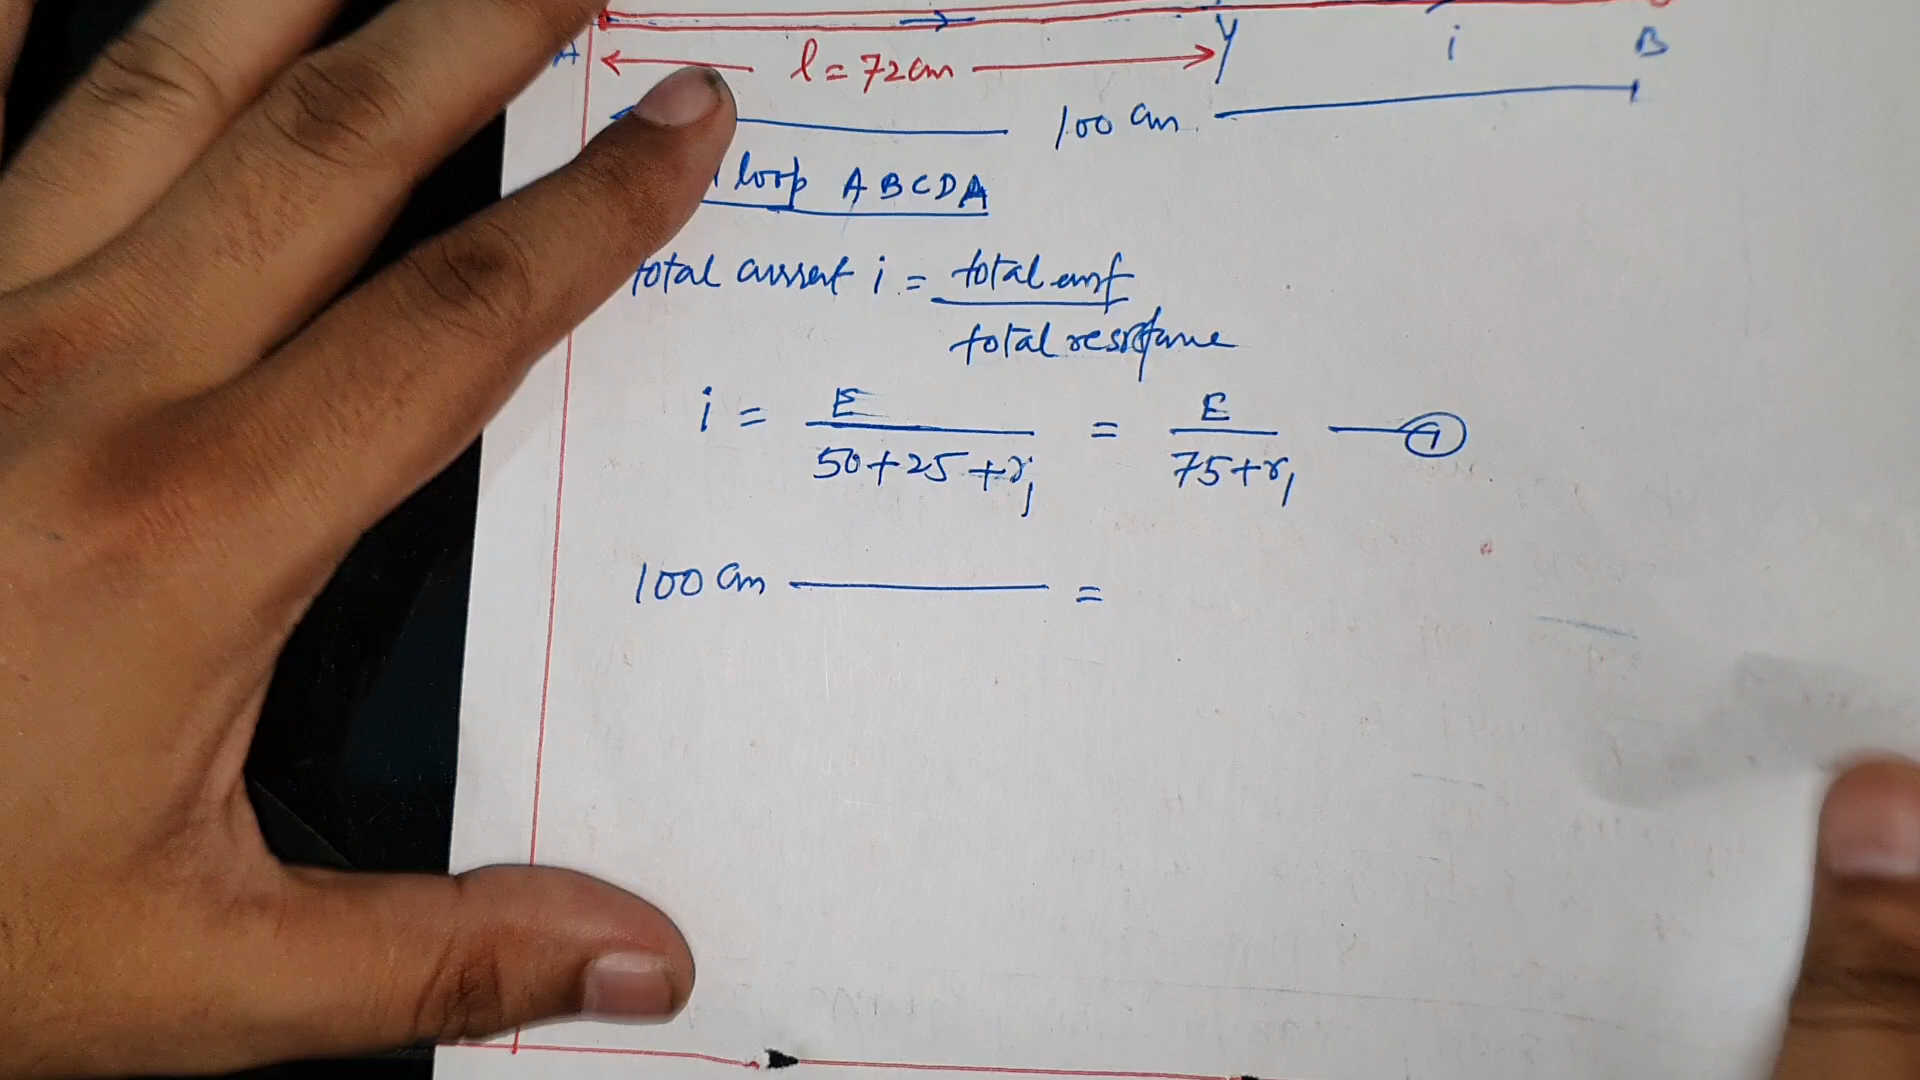 A l = 72cm Y i B
100 cm
loop ABCDA
total current i = total emf
total resistance
i = E / 50+25+r1 = E / 75+r1 — 1
100 cm =